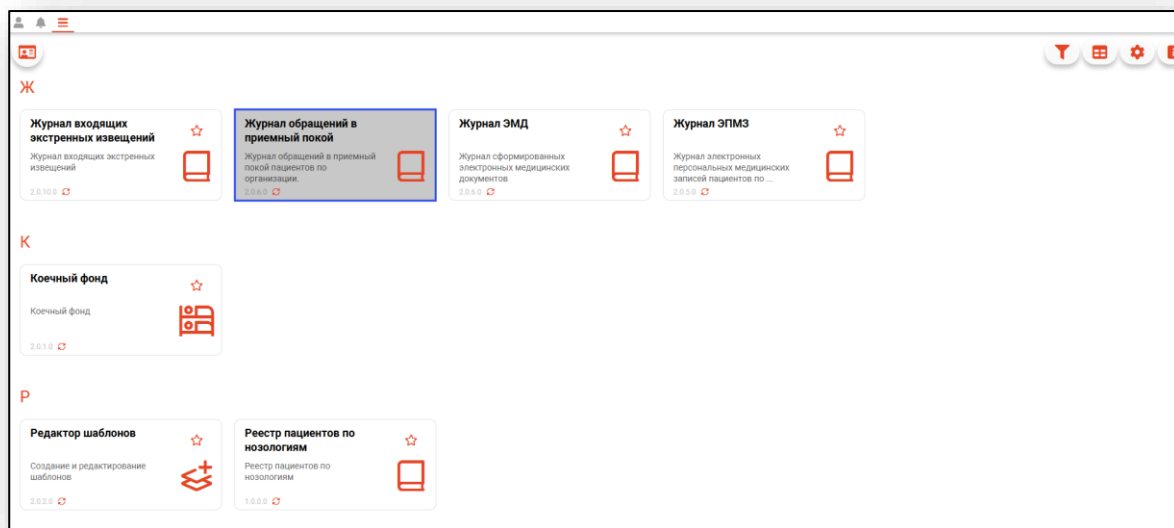 Ж
Журнал входящих
экстренных извещений
Журнал входящих экстренных
извещений
2.0.10.0
Журнал обращений в
приемный покой
Журнал обращений в приемный
покой пациентов по
организации.
2.0.6.0
Журнал ЭМД
Журнал сформированных
электронных медицинских
документов
2.0.6.0
Журнал ЭПМЗ
Журнал электронных
персональных медицинских
записей пациентов по ...
2.0.5.0
К
Коечный фонд
Коечный фонд
2.0.1.0
Р
Редактор шаблонов
Создание и редактирование
шаблонов
2.0.2.0
Реестр пациентов по
нозологиям
Реестр пациентов по
нозологиям
1.0.0.0